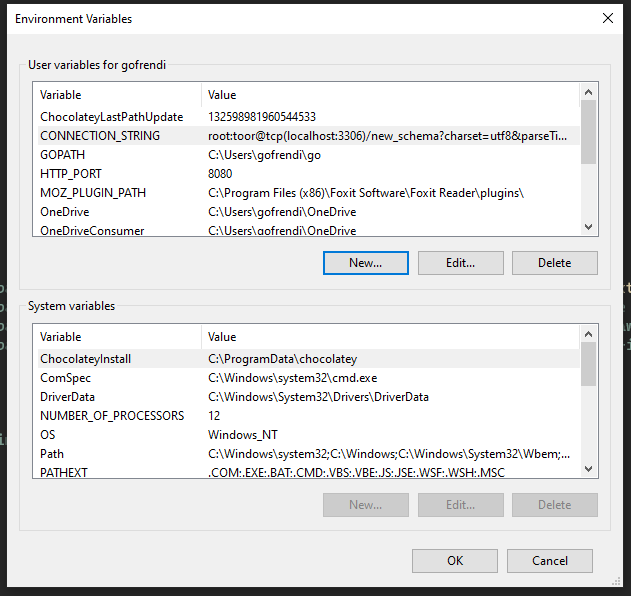 Environment Variables
User variables for gofrendi
Variable Value
ChocolateyLastPathUpdate 132598981960544533
CONNECTION_STRING root:toor@tcp(localhost:3306)/new_schema?charset=utf8&parseTi...
GOPATH C:\Users\gofrendi\go
HTTP_PORT 8080
MOZ_PLUGIN_PATH C:\Program Files (x86)\Foxit Software\Foxit Reader\plugins\
OneDrive C:\Users\gofrendi\OneDrive
OneDriveConsumer C:\Users\gofrendi\OneDrive
New... Edit... Delete
System variables
Variable Value
ChocolateyInstall C:\ProgramData\chocolatey
ComSpec C:\Windows\system32\cmd.exe
DriverData C:\Windows\System32\Drivers\DriverData
NUMBER_OF_PROCESSORS 12
OS Windows_NT
Path C:\Windows\system32;C:\Windows;C:\Windows\System32\Wbem;...
PATHEXT .COM;.EXE;.BAT;.CMD;.VBS;.VBE;.JS;.JSE;.WSF;.WSH;.MSC
New... Edit... Delete
OK Cancel